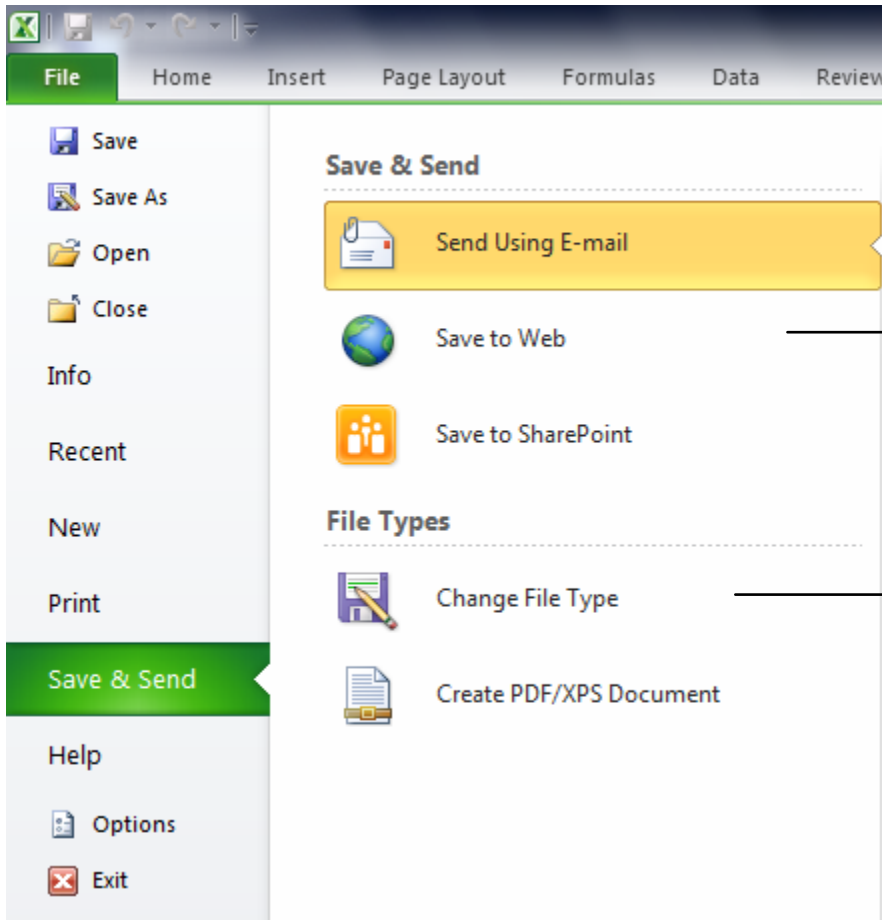 File Home Insert Page Layout Formulas Data Review
Save
Save As
Open
Close
Info
Recent
New
Print
Save & Send
Help
Options
Exit
Save & Send
Send Using E-mail
Save to Web
Save to SharePoint
File Types
Change File Type
Create PDF/XPS Document